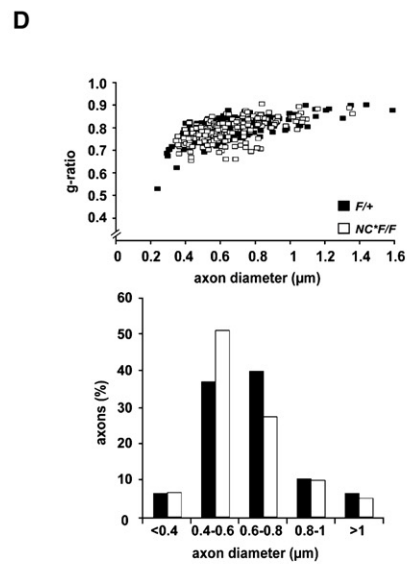 D
1.0
0.9
0.8
0.7
0.6
0.5
0.4
g-ratio
F/+
NC*F/F
0 0.2 0.4 0.6 0.8 1 1.2 1.4 1.6
axon diameter (µm)
60
50
40
30
20
10
0
axons (%)
<0.4 0.4-0.6 0.6-0.8 0.8-1 >1
axon diameter (µm)